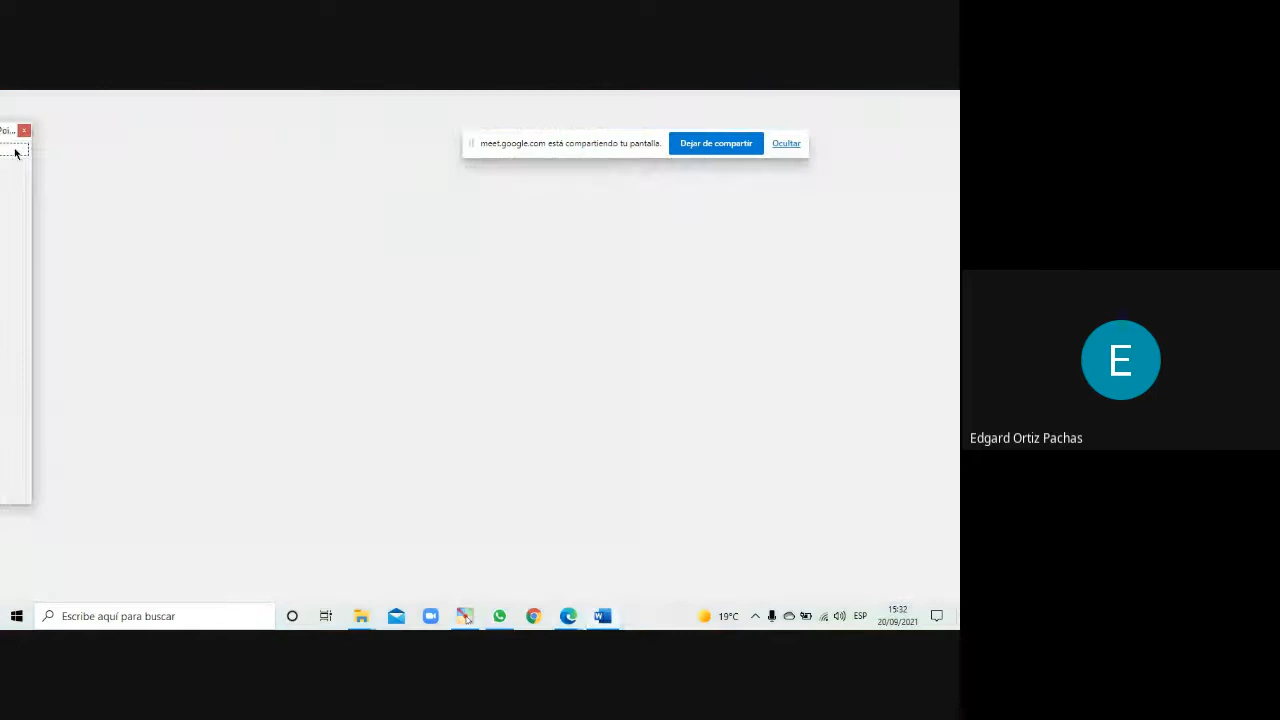 Poi...
meet.google.com está compartiendo tu pantalla.
Dejar de compartir
Ocultar
E
Edgard Ortiz Pachas
Escribe aquí para buscar
19°C
ESP
15:32
20/09/2021